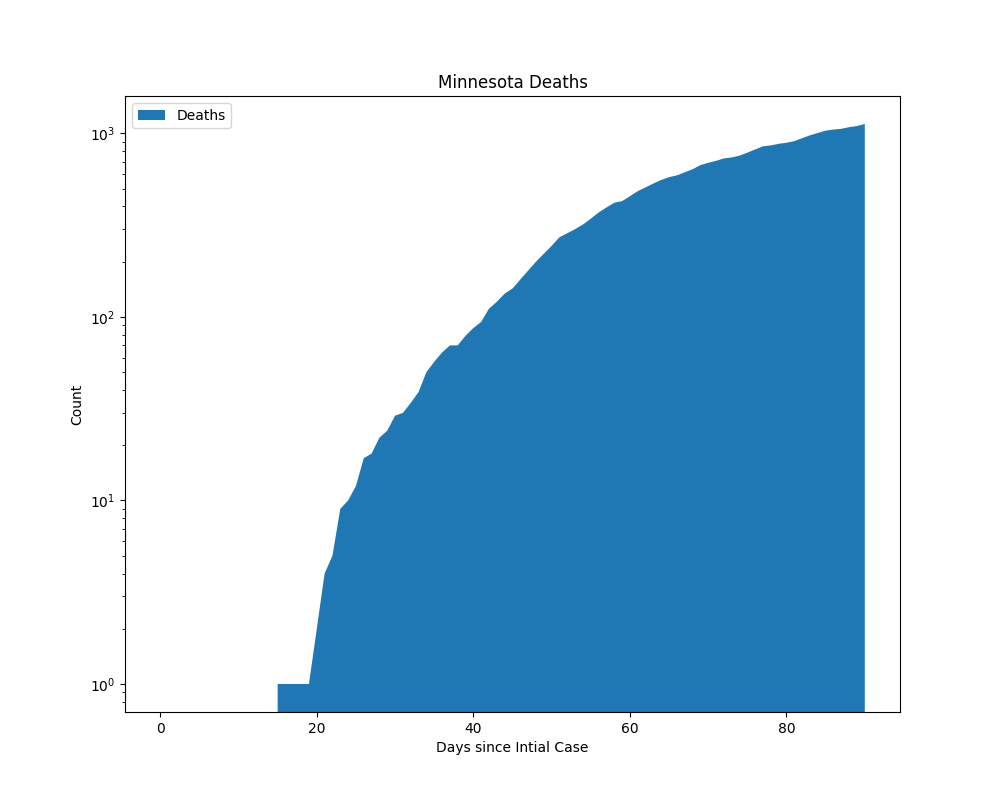 Minnesota Deaths
Deaths
10³
10²
10¹
10⁰
Count
0 20 40 60 80
Days since Intial Case